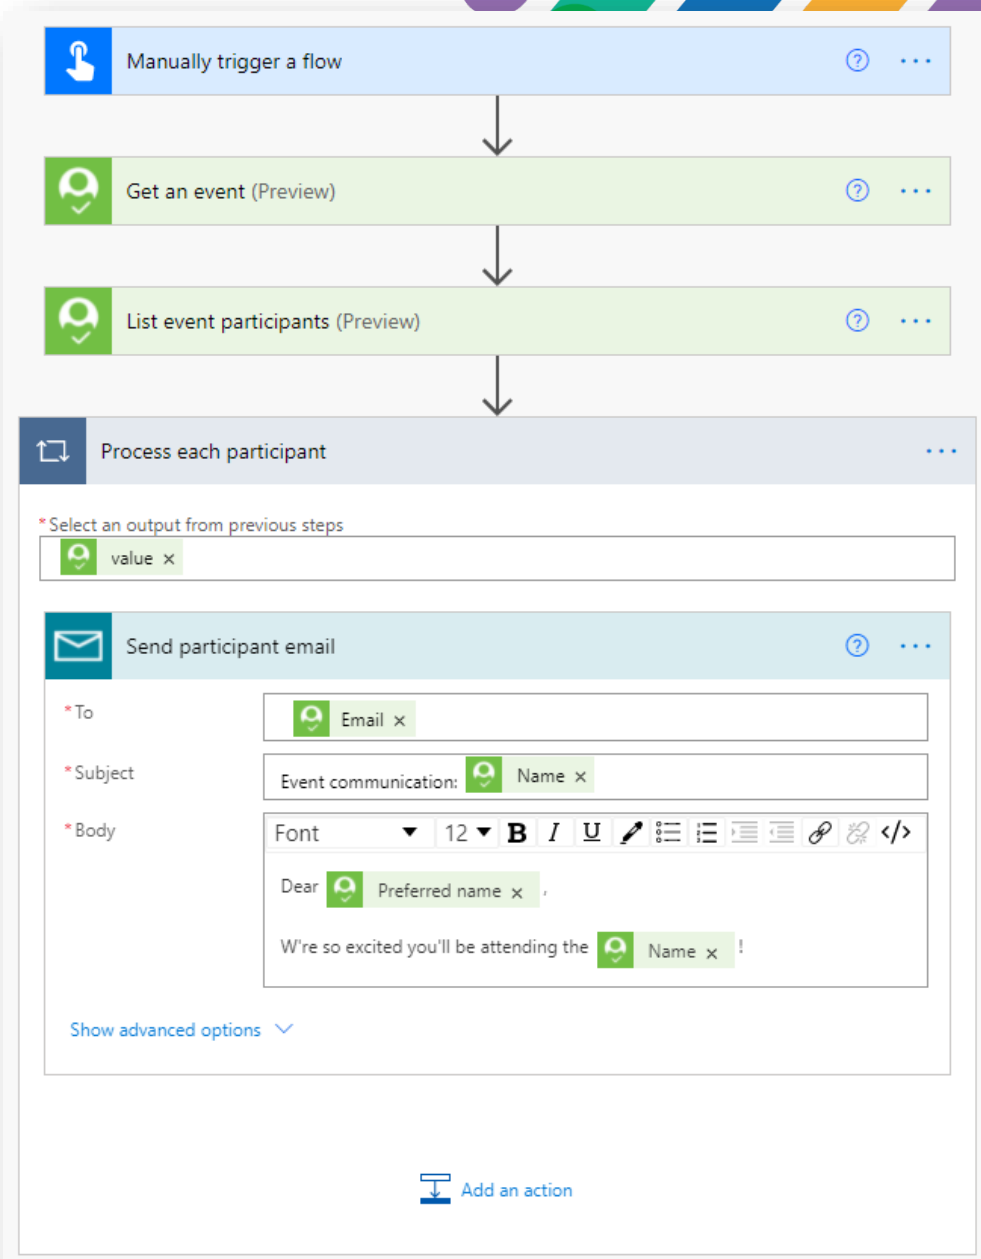 Manually trigger a flow
Get an event (Preview)
List event participants (Preview)
Process each participant
* Select an output from previous steps
value ×
Send participant email
* To
Email ×
* Subject
Event communication: Name ×
* Body
Font 12 B I U </>
Dear Preferred name × ,
W're so excited you'll be attending the Name × !
Show advanced options
Add an action